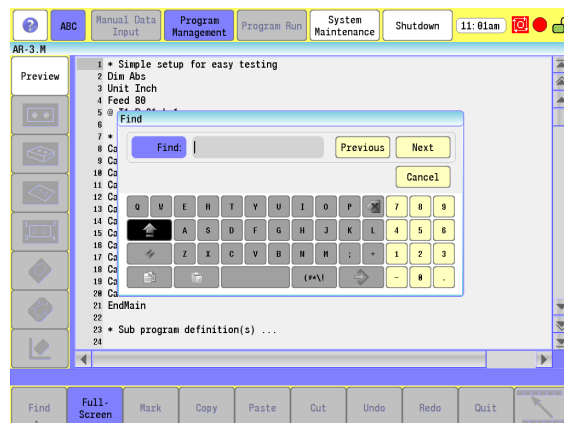 ?
ABC
Manual Data Input
Program Management
Program Run
System Maintenance
Shutdown
11:01am
AR-3.M
Preview
1 * Simple setup for easy testing
2 Dim Abs
3 Unit Inch
4 Feed 80
5 @
6
7 *
8 Ca
9 Ca
10 Ca
11 Ca
12 Ca
13 Ca
14 Ca
15 Ca
16 Ca
17 Ca
18 Ca
19 Ca
20 Ca
21 EndMain
22
23 * Sub program definition(s) ...
24
Find
Find:
Previous
Next
Cancel
Q W E R T Y U I O P 7 8 9
A S D F G H J K L 4 5 6
Z X C V B N M ; + 1 2 3
(#*\! - 0 .
Find
Full-Screen
Mark
Copy
Paste
Cut
Undo
Redo
Quit